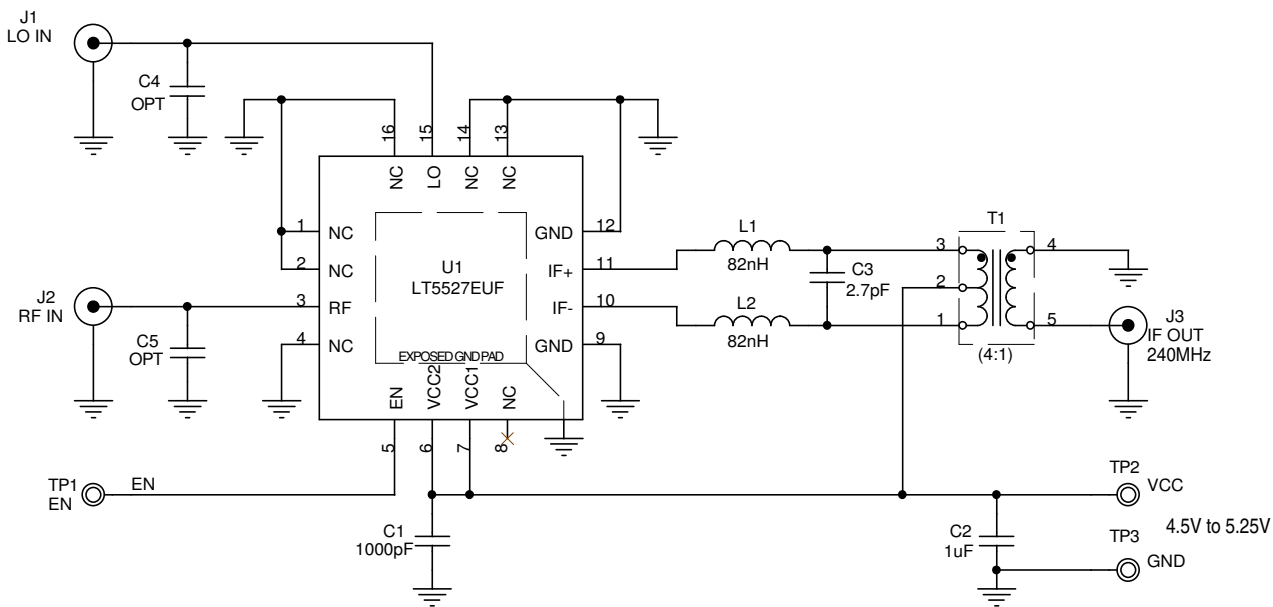 J1
LO IN
C4
OPT
16
15
14
13
NC
LO
NC
NC
1
NC
GND
12
2
NC
U1
LT5527EUF
IF+
11
J2
RF IN
3
RF
IF-
10
4
NC
GND
9
C5
OPT
EXPOSED GND PAD
EN
VCC2
VCC1
NC
5
6
7
8
L1
82nH
L2
82nH
C3
2.7pF
T1
3
2
1
4
5
(4:1)
J3
IF OUT
240MHz
TP1
EN
EN
C1
1000pF
C2
1uF
TP2
VCC
4.5V to 5.25V
TP3
GND